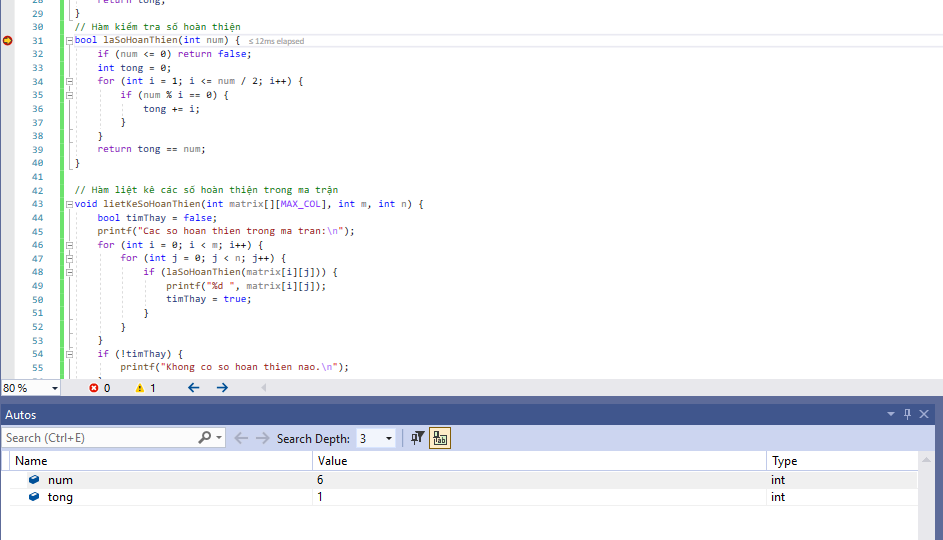 28 return tong;
29 }
30 // Hàm kiểm tra số hoàn thiện
31 bool laSoHoanThien(int num) { ≤ 12ms elapsed
32 if (num <= 0) return false;
33 int tong = 0;
34 for (int i = 1; i <= num / 2; i++) {
35 if (num % i == 0) {
36 tong += i;
37 }
38 }
39 return tong == num;
40 }
41
42 // Hàm liệt kê các số hoàn thiện trong ma trận
43 void lietKeSoHoanThien(int matrix[][MAX_COL], int m, int n) {
44 bool timThay = false;
45 printf("Cac so hoan thien trong ma tran:\n");
46 for (int i = 0; i < m; i++) {
47 for (int j = 0; j < n; j++) {
48 if (laSoHoanThien(matrix[i][j])) {
49 printf("%d ", matrix[i][j]);
50 timThay = true;
51 }
52 }
53 }
54 if (!timThay) {
55 printf("Khong co so hoan thien nao.\n");
80 % 0 1
Autos
Search (Ctrl+E) Search Depth: 3
Name Value Type
num 6 int
tong 1 int